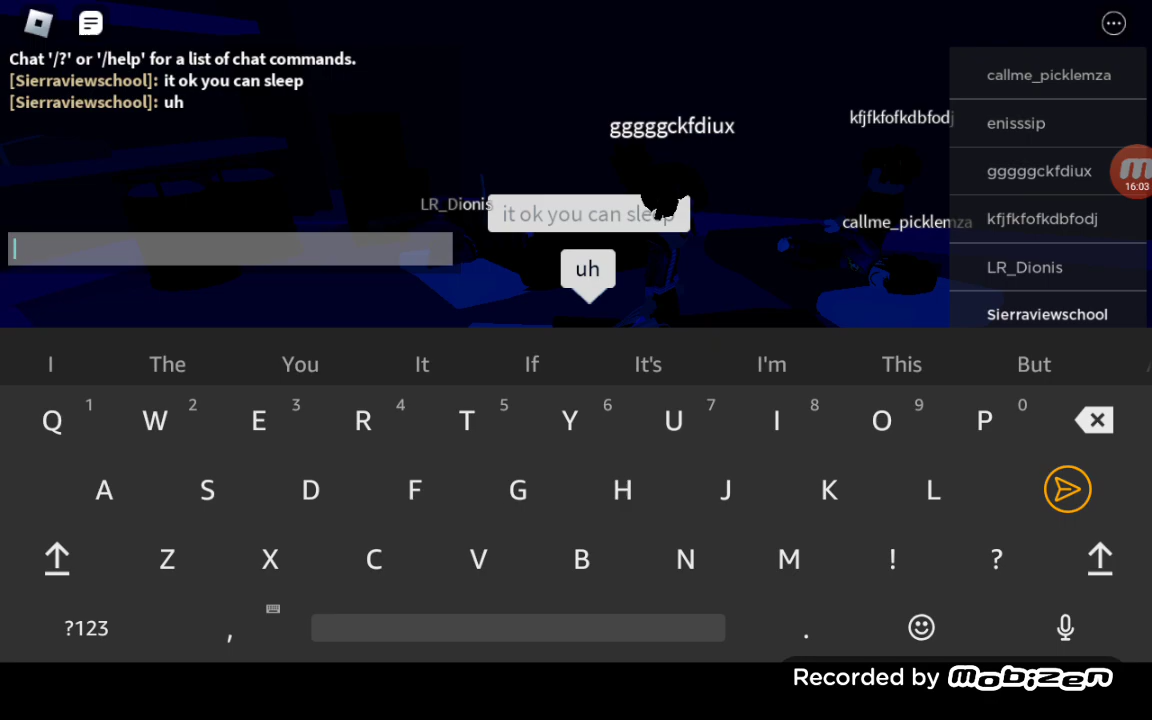 Chat '/?' or '/help' for a list of chat commands.
[Sierraviewschool]: it ok you can sleep
[Sierraviewschool]: uh
gggggckfdiux
kfjfkfofkdbfodj
LR_Dionis
it ok you can sleep
callme_picklemza
uh
callme_picklemza
enisssip
gggggckfdiux
kfjfkfofkdbfodj
LR_Dionis
Sierraviewschool
16:03
I The You It If It's I'm This But
Q 1 W 2 E 3 R 4 T 5 Y 6 U 7 I 8 O 9 P 0
A S D F G H J K L
Z X C V B N M ! ?
?123 , .
Recorded by mobizen